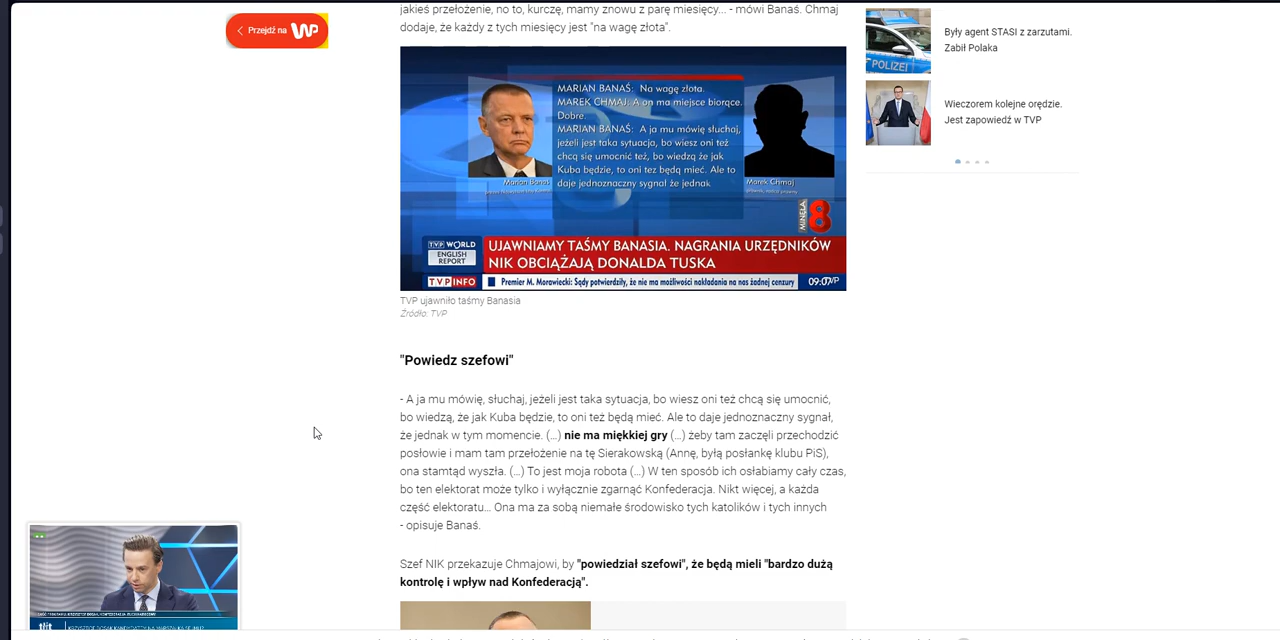 jakieś przełożenie, no to, kurczę, mamy znowu z parę miesięcy... - mówi Banaś. Chmaj
dodaje, że każdy z tych miesięcy jest "na wagę złota".
Przejdź na
WP
MARIAN BANAŚ: Na wagę złota.
MAREK CHMAJ: A on ma miejsce biorące.
Dobre.
MARIAN BANAŚ: A ja mu mówię słuchaj,
jeżeli jest taka sytuacja, bo wiesz oni też
chcą się umocnić też, bo wiedzą że jak
Kuba będzie, to oni też będą mieć. Ale to
daje jednoznaczny sygnał że jednak
Marian Banaś
Marek Chmaj
MINĘŁA
8
TVP WORLD
ENGLISH
REPORT
UJAWNIAMY TAŚMY BANASIA. NAGRANIA URZĘDNIKÓW
NIK OBCIĄŻAJĄ DONALDA TUSKA
TVP INFO
Premier M. Morawiecki: Sądy potwierdziły, że nie ma możliwości nakładania na nas żadnej cenzury
09:07
TVP ujawniło taśmy Banasia
Źródło: TVP
"Powiedz szefowi"
- A ja mu mówię, słuchaj, jeżeli jest taka sytuacja, bo wiesz oni też chcą się umocnić,
bo wiedzą, że jak Kuba będzie, to oni też będą mieć. Ale to daje jednoznaczny sygnał,
że jednak w tym momencie. (...) nie ma miękkiej gry (...) żeby tam zaczęli przechodzić
posłowie i mam tam przełożenie na tę Sierakowską (Annę, byłą posłankę klubu PiS),
ona stamtąd wyszła. (...) To jest moja robota (...) W ten sposób ich osłabiamy cały czas,
bo ten elektorat może tylko i wyłącznie zgarnąć Konfederacja. Nikt więcej, a każda
część elektoratu... Ona ma za sobą niemałe środowisko tych katolików i tych innych
- opisuje Banaś.
Szef NIK przekazuje Chmajowi, by "powiedział szefowi", że będą mieli "bardzo dużą
kontrolę i wpływ nad Konfederacją".
POLIZEI
Były agent STASI z zarzutami.
Zabił Polaka
Wieczorem kolejne orędzie.
Jest zapowiedź w TVP
tłit